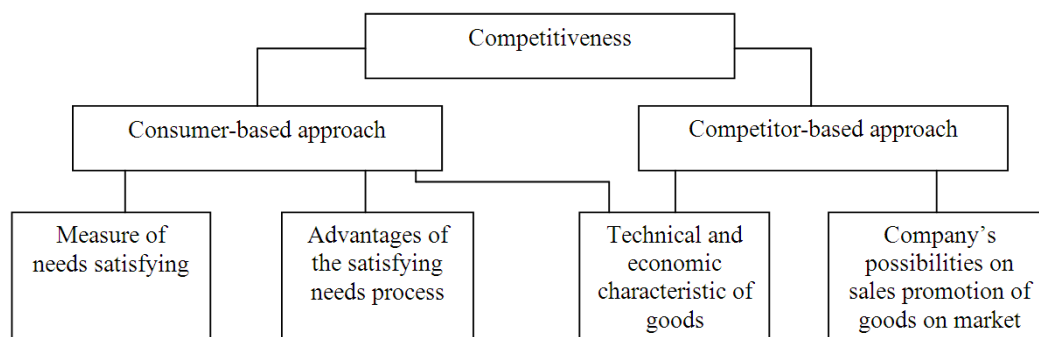 Competitiveness
Consumer-based approach
Competitor-based approach
Measure of
needs satisfying
Advantages of
the satisfying
needs process
Technical and
economic
characteristic of
goods
Company’s
possibilities on
sales promotion of
goods on market